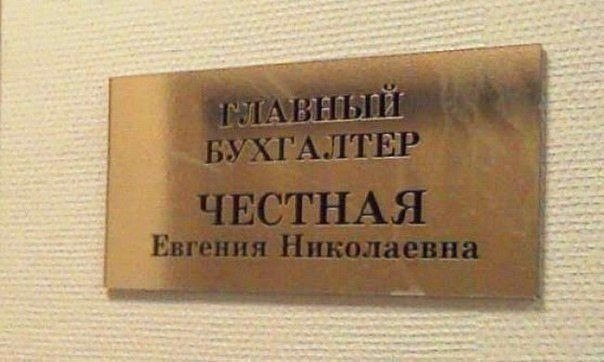 ГЛАВНЫЙ
БУХГАЛТЕР
ЧЕСТНАЯ
Евгения Николаевна